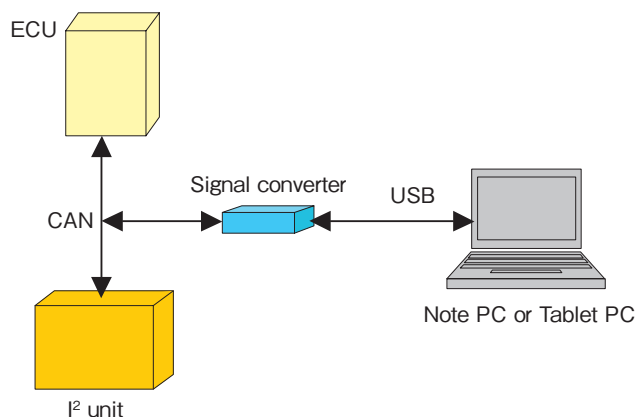 ECU
Signal converter
USB
CAN
Note PC or Tablet PC
I² unit